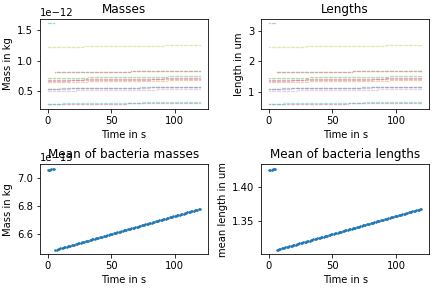 Masses
1e−12
1.5
1.0
0.5
Mass in kg
0
50
100
Time in s
Lengths
3
2
1
length in um
0
50
100
Time in s
Mean of bacteria masses
7.0
6.8
6.6
Mass in kg
0
50
100
Time in s
Mean of bacteria lengths
1.40
1.35
mean length in um
0
50
100
Time in s